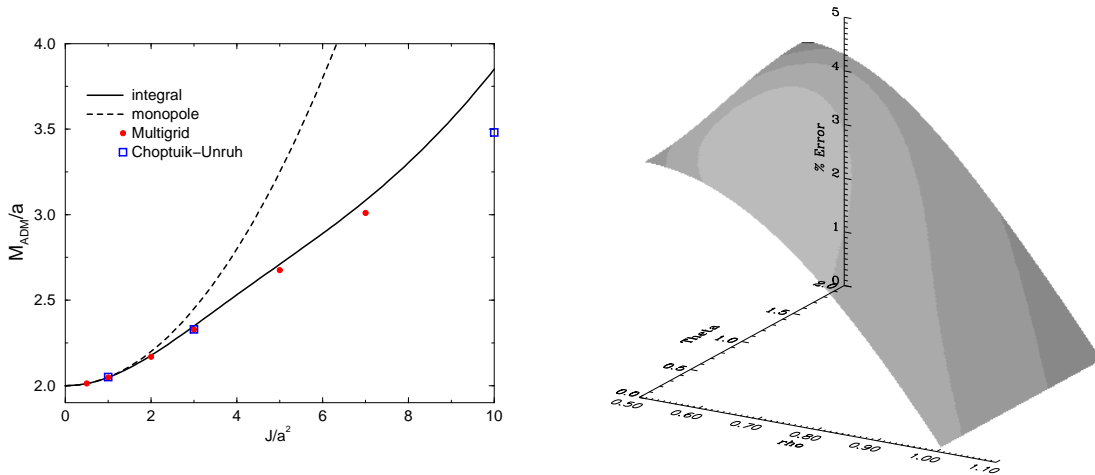 4.0
3.5
3.0
2.5
2.0
M_ADM/a
integral
monopole
Multigrid
Choptuik−Unruh
0 2 4 6 8 10
J/a²
5
4
3
2
1
0
% Error
2.0
1.5
1.0
0.5
0.0
Theta
0.50 0.60 0.70 0.80 0.90 1.00 1.10
rho